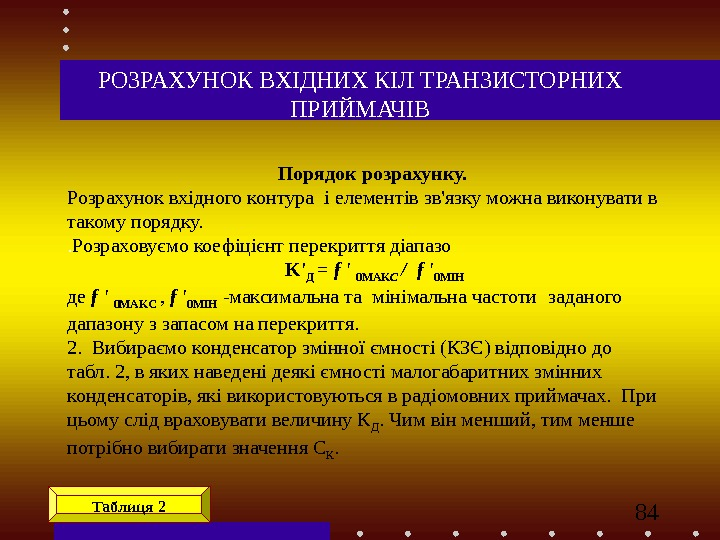 РОЗРАХУНОК ВХІДНИХ КІЛ ТРАНЗИСТОРНИХ
ПРИЙМАЧІВ
Порядок розрахунку.
Розрахунок вхідного контура і елементів зв'язку можна виконувати в
такому порядку.
Розраховуємо коефіцієнт перекриття діапазо
К'Д = ƒ' 0МАКС / ƒ'0МІН
де ƒ' 0МАКС , ƒ'0МІН -максимальна та мінімальна частоти заданого
дапазону з запасом на перекриття.
2. Вибираємо конденсатор змінної ємності (КЗЄ) відповідно до
табл. 2, в яких наведені деякі ємності малогабаритних змінних
конденсаторів, які використовуються в радіомовних приймачах. При
цьому слід враховувати величину КД. Чим він менший, тим менше
потрібно вибирати значення СК.
Таблиця 2
84